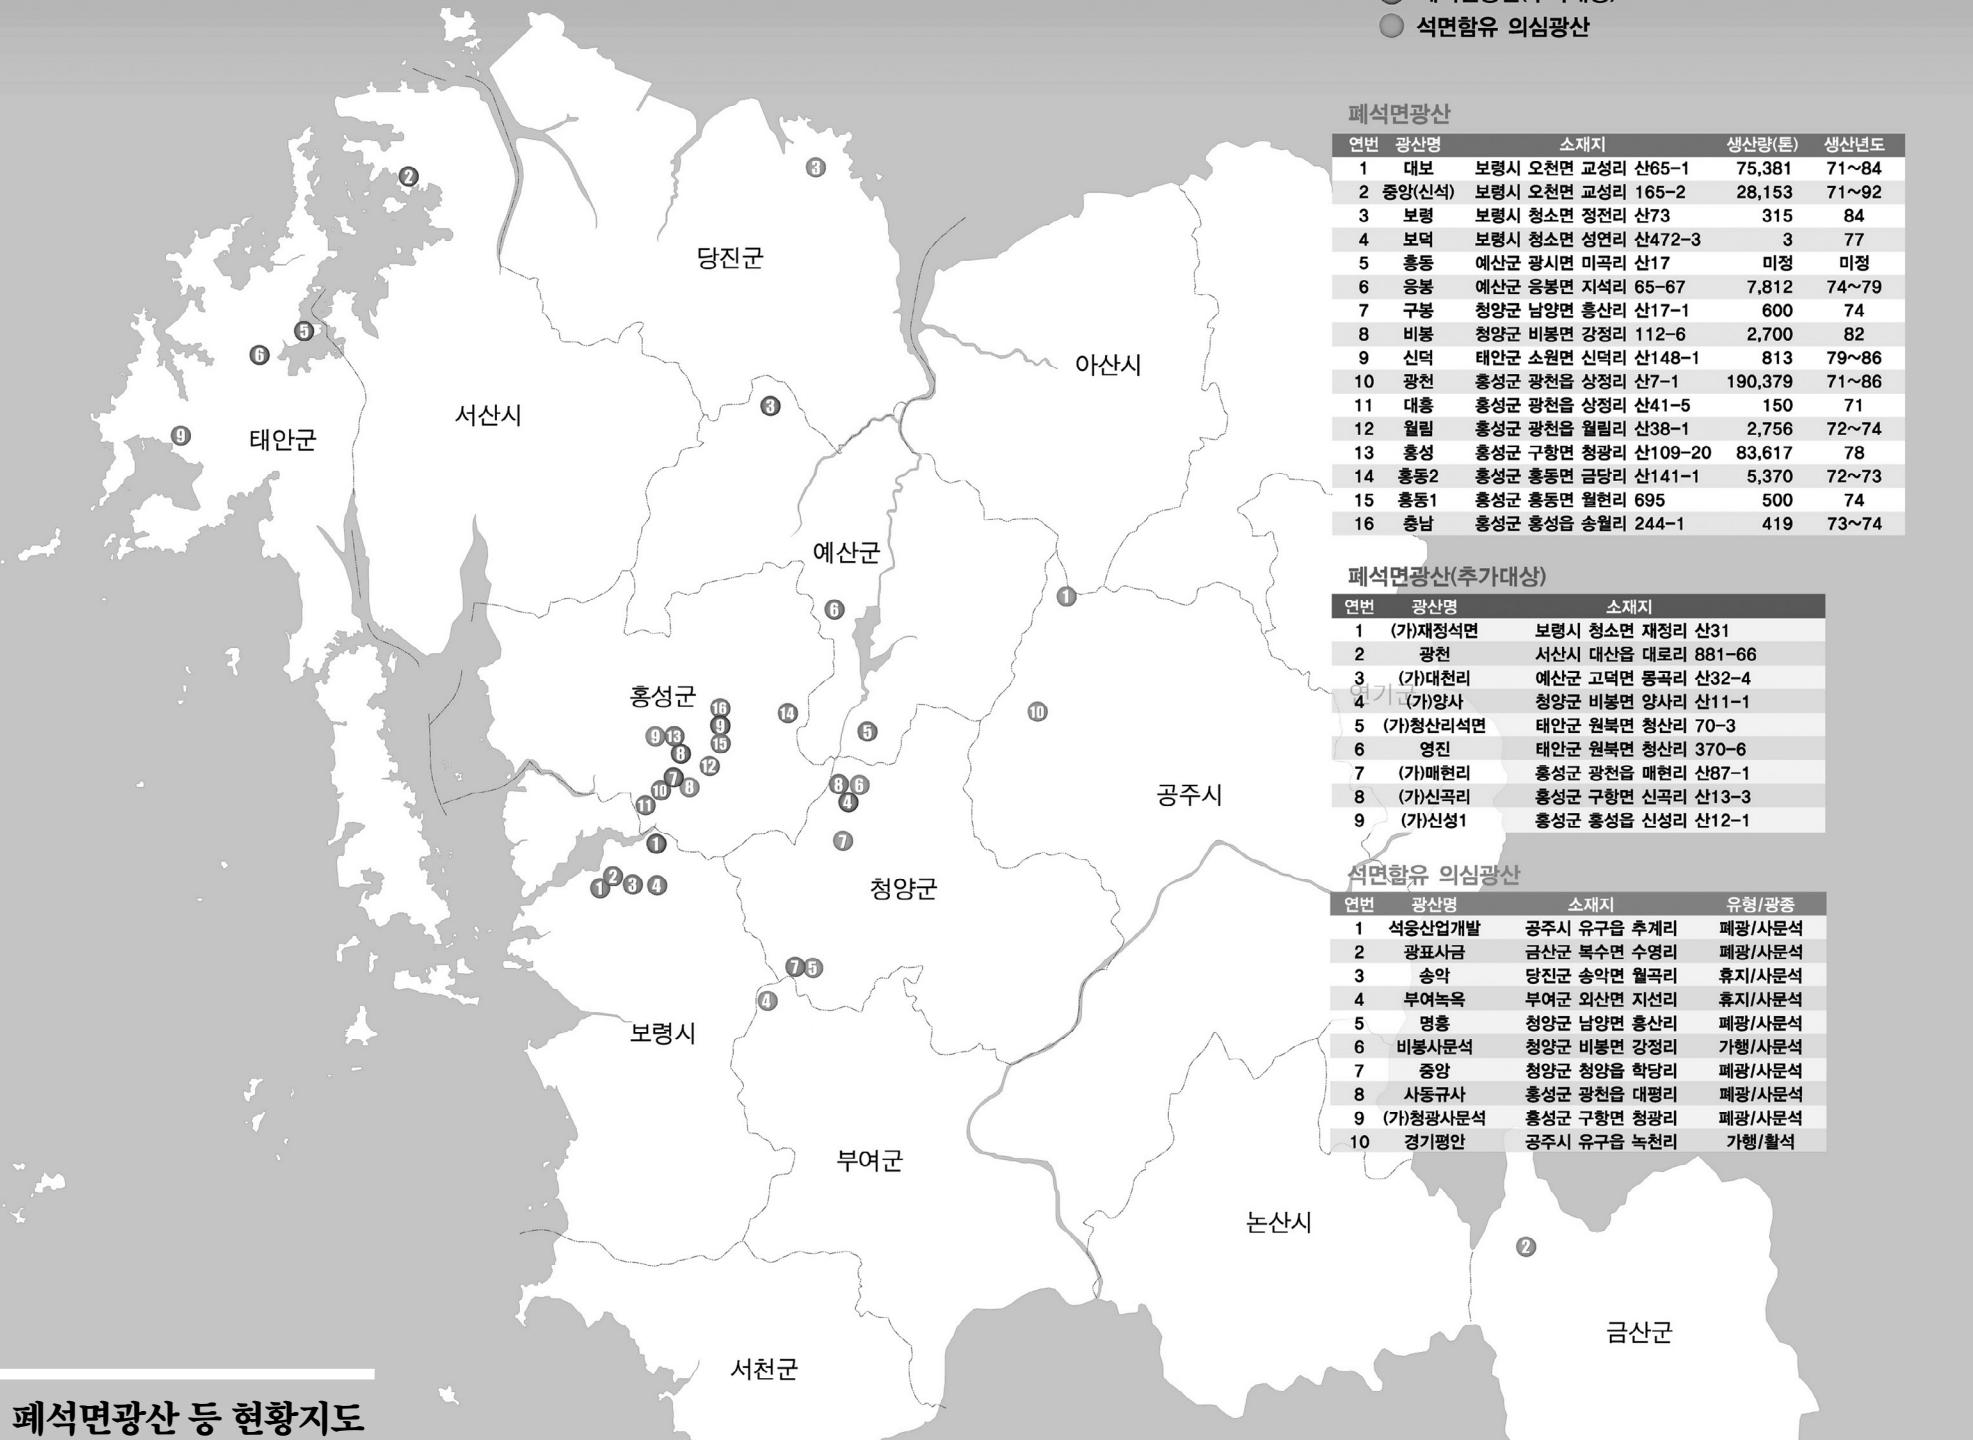 석면함유 의심광산
폐석면광산
연번 광산명 소재지 생산량(톤) 생산년도
1 대보 보령시 오천면 교성리 산65-1 75,381 71~84
2 중앙(신석) 보령시 오천면 교성리 165-2 28,153 71~92
3 보령 보령시 청소면 정전리 산73 315 84
4 보덕 보령시 청소면 성연리 산472-3 3 77
5 흥동 예산군 광시면 미곡리 산17 미정 미정
6 응봉 예산군 응봉면 지석리 65-67 7,812 74~79
7 구봉 청양군 남양면 흥산리 산17-1 600 74
8 비봉 청양군 비봉면 강정리 112-6 2,700 82
9 신덕 태안군 소원면 신덕리 산148-1 813 79~86
10 광천 홍성군 광천읍 상정리 산7-1 190,379 71~86
11 대흥 홍성군 광천읍 상정리 산41-5 150 71
12 월림 홍성군 광천읍 월림리 산38-1 2,756 72~74
13 홍성 홍성군 구항면 청광리 산109-20 83,617 78
14 홍동2 홍성군 홍동면 금당리 산141-1 5,370 72~73
15 홍동1 홍성군 홍동면 월현리 695 500 74
16 충남 홍성군 홍성읍 송월리 244-1 419 73~74
폐석면광산(추가대상)
연번 광산명 소재지
1 (가)재정석면 보령시 청소면 재정리 산31
2 광천 서산시 대산읍 대로리 881-66
3 (가)대천리 예산군 고덕면 몽곡리 산32-4
4 (가)양사 청양군 비봉면 양사리 산11-1
5 (가)청산리석면 태안군 원북면 청산리 70-3
6 영진 태안군 원북면 청산리 370-6
7 (가)매현리 홍성군 광천읍 매현리 산87-1
8 (가)신곡리 홍성군 구항면 신곡리 산13-3
9 (가)신성1 홍성군 홍성읍 신성리 산12-1
석면함유 의심광산
연번 광산명 소재지 유형/광종
1 석웅산업개발 공주시 유구읍 추계리 폐광/사문석
2 광표사금 금산군 복수면 수영리 폐광/사문석
3 송악 당진군 송악면 월곡리 휴지/사문석
4 부여녹옥 부여군 외산면 지선리 휴지/사문석
5 명흥 청양군 남양면 흥산리 폐광/사문석
6 비봉사문석 청양군 비봉면 강정리 가행/사문석
7 중앙 청양군 청양읍 학당리 폐광/사문석
8 사동규사 홍성군 광천읍 대평리 폐광/사문석
9 (가)청광사문석 홍성군 구항면 청광리 폐광/사문석
10 경기평안 공주시 유구읍 녹천리 가행/활석
2
3
당진군
5
6
아산시
3
서산시
9
태안군
예산군
1
6
연기군
홍성군
16
14
10
9
5
9 13
15
8
12
7
8 6
10 8
4
11
공주시
7
1
2
3 4
1
청양군
7 5
4
보령시
부여군
논산시
2
금산군
서천군
폐석면광산 등 현황지도